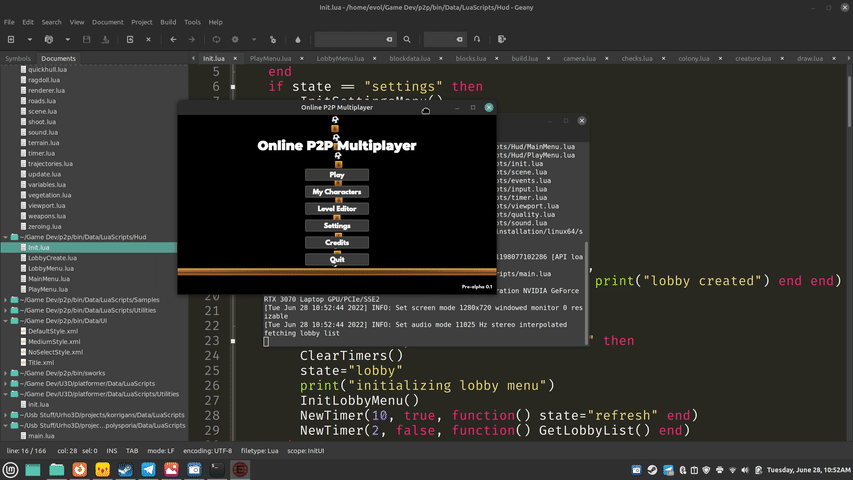 Init.lua - /home/evol/Game Dev/p2p/bin/Data/LuaScripts/Hud - Geany
File Edit Search View Document Project Build Tools Help
Symbols Documents
Init.lua PlayMenu.lua LobbyMenu.lua blockdata.lua blocks.lua build.lua camera.lua checks.lua colony.lua creature.lua draw.lua
quickhull.lua
ragdoll.lua
renderer.lua
roads.lua
scene.lua
shoot.lua
sound.lua
terrain.lua
timer.lua
trajectories.lua
update.lua
variables.lua
vegetation.lua
viewport.lua
weapons.lua
zeroing.lua
~/Game Dev/p2p/bin/Data/LuaScripts/Hud
Init.lua
LobbyCreate.lua
LobbyMenu.lua
MainMenu.lua
PlayMenu.lua
~/Game Dev/p2p/bin/Data/LuaScripts/Samples
~/Game Dev/p2p/bin/Data/LuaScripts/Utilities
~/Game Dev/p2p/bin/Data/UI
DefaultStyle.xml
MediumStyle.xml
NoSelectStyle.xml
Title.xml
~/Game Dev/p2p/bin/sworks
~/Game Dev/U3D/platformer/Data/LuaScripts
~/Game Dev/U3D/platformer/Data/LuaScripts/Utilities
init.lua
~/Usb Stuff/Urho3D/projects/korrigans/Data/LuaScripts
~/Usb Stuff/Urho3D/projec...polysporia/Data/LuaScripts
main.lua
5 end
6 if state == "settings" then
InitSettingsMenu()
Online P2P Multiplayer
Online P2P Multiplayer
Play
My Characters
Level Editor
Settings
Credits
Quit
Pre-alpha 0.1
pts/Hud/MainMenu.lua
pts/Hud/PlayMenu.lua
pts/init.lua
pts/scene.lua
pts/events.lua
pts/input.lua
pts/timer.lua
pts/viewport.lua
pts/quality.lua
pts/sound.lua
installation/linux64/s
1198077102286 [API loa
ripts/main.lua
ration NVIDIA GeForce
RTX 3070 Laptop GPU/PCIe/SSE2
[Tue Jun 28 10:52:44 2022] INFO: Set screen mode 1280x720 windowed monitor 0 res
izable
[Tue Jun 28 10:52:44 2022] INFO: Set audio mode 11025 Hz stereo interpolated
fetching lobby list
, print("lobby created") end end)
20
21
22
23 " then
24 ClearTimers()
25 state="lobby"
26 print("initializing lobby menu")
27 InitLobbyMenu()
28 NewTimer(10, true, function() state="refresh" end)
29 NewTimer(2, false, function() GetLobbyList() end)
line: 16 / 166 col: 28 sel: 0 INS TAB mode: LF encoding: UTF-8 filetype: Lua scope: InitUI
Tuesday, June 28, 10:52AM